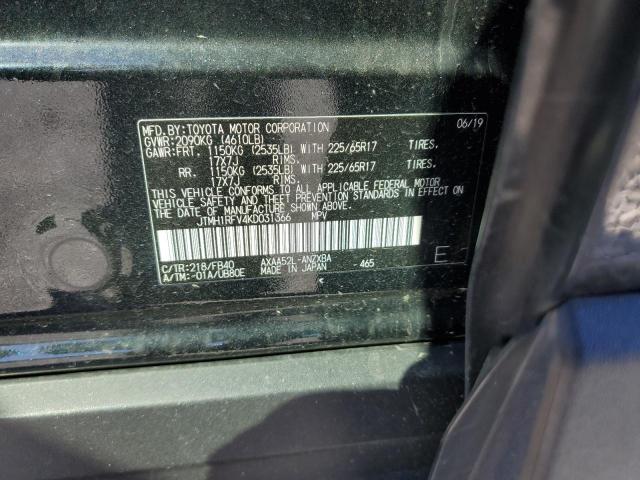 MFD. BY:TOYOTA MOTOR CORPORATION 06/19
GVWR:2090KG (4610LB)
GAWR:FRT. 1150KG (2535LB) WITH 225/65R17 TIRES.
17X7J RIMS.
RR. 1150KG (2535LB) WITH 225/65R17 TIRES.
17X7J RIMS.
THIS VEHICLE CONFORMS TO ALL APPLICABLE FEDERAL MOTOR
VEHICLE SAFETY AND THEFT PREVENTION STANDARDS IN EFFECT ON
THE DATE OF MANUFACTURE SHOWN ABOVE.
JTMH1RFV4KD031366 MPV
C/TR:218/FB40 AXAA52L-ANZXBA 465
A/TM:-01A/UB80E MADE IN JAPAN
E